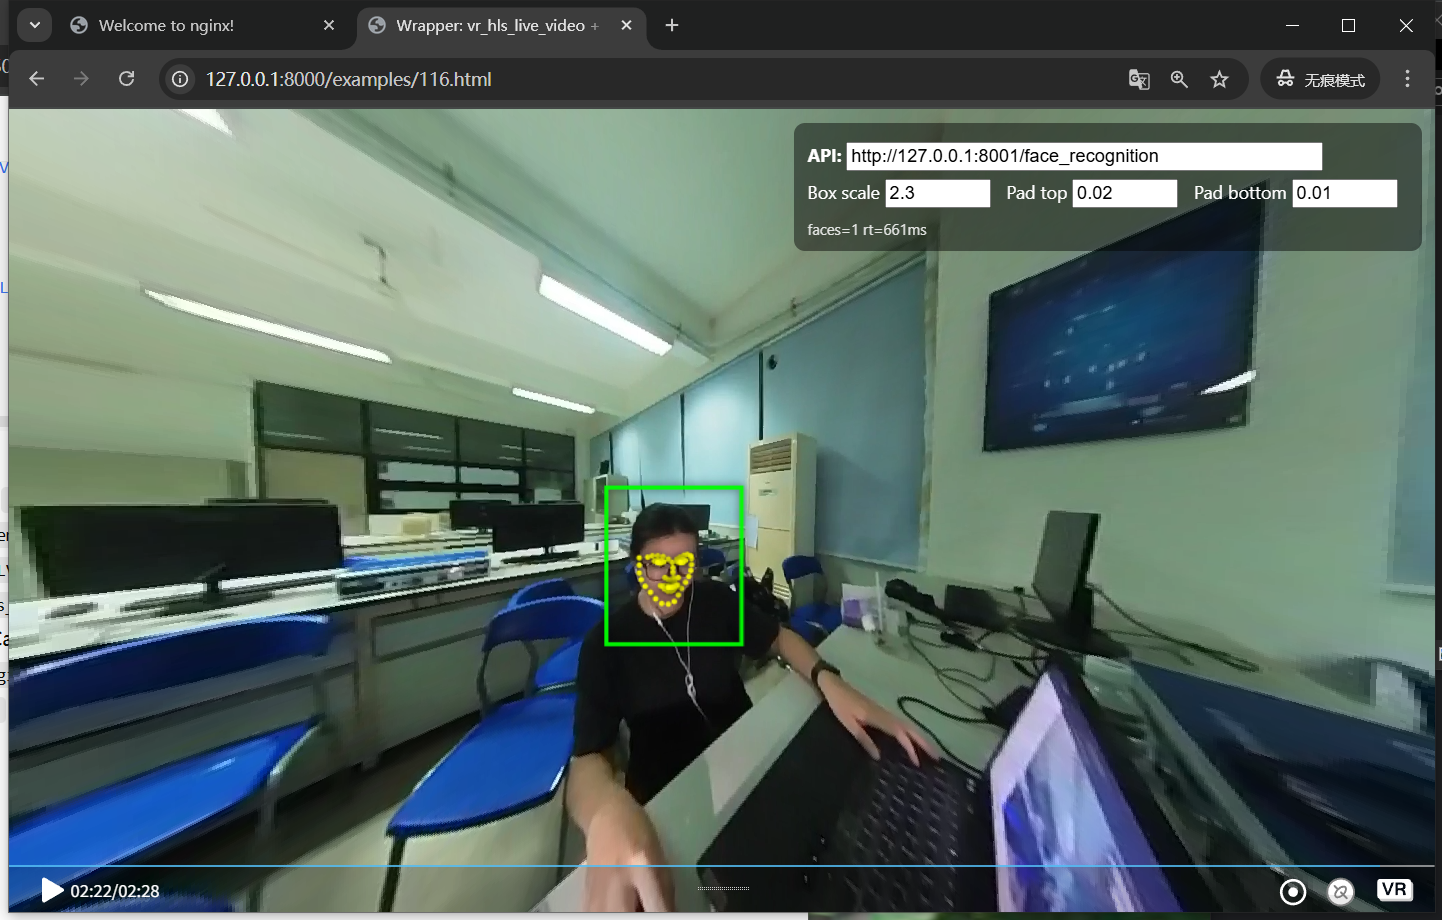 Welcome to nginx!
Wrapper: vr_hls_live_video +
127.0.0.1:8000/examples/116.html
无痕模式
API: http://127.0.0.1:8001/face_recognition
Box scale 2.3 Pad top 0.02 Pad bottom 0.01
faces=1 rt=661ms
02:22/02:28
VR